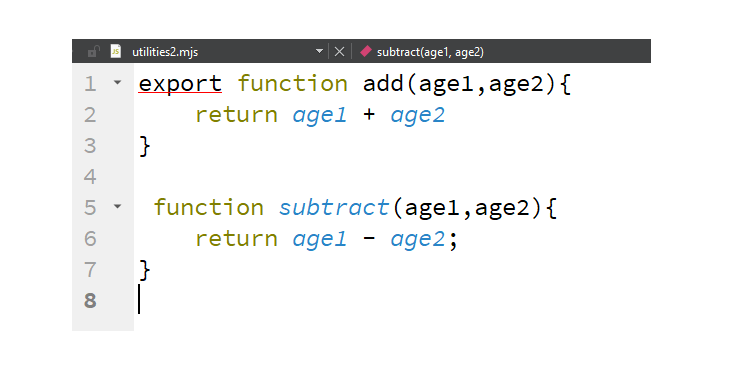 JS utilities2.mjs subtract(age1, age2)
1 export function add(age1,age2){
2 return age1 + age2
3 }
4
5 function subtract(age1,age2){
6 return age1 - age2;
7 }
8